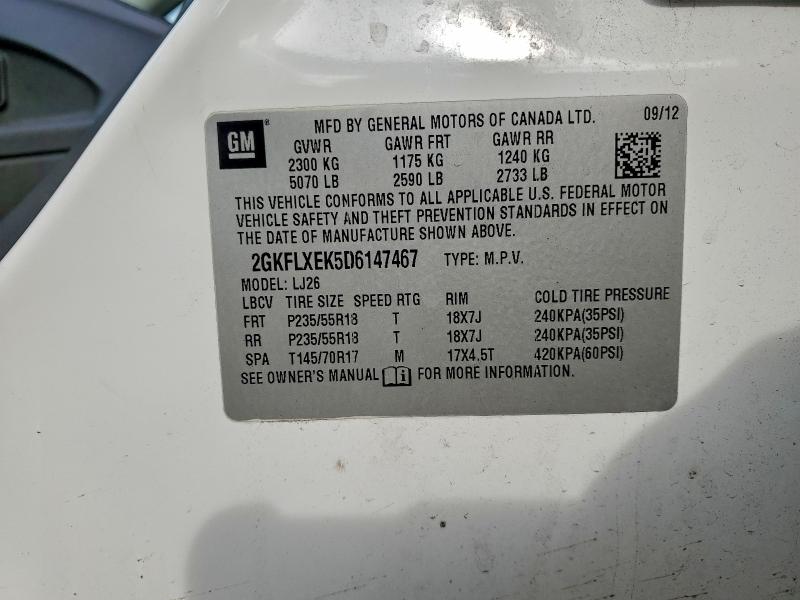 GM ® MFD BY GENERAL MOTORS OF CANADA LTD. 09/12
GVWR GAWR FRT GAWR RR
2300 KG 1175 KG 1240 KG
5070 LB 2590 LB 2733 LB
THIS VEHICLE CONFORMS TO ALL APPLICABLE U.S. FEDERAL MOTOR
VEHICLE SAFETY AND THEFT PREVENTION STANDARDS IN EFFECT ON
THE DATE OF MANUFACTURE SHOWN ABOVE.
2GKFLXEK5D6147467 TYPE: M.P.V.
MODEL: LJ26
LBCV TIRE SIZE SPEED RTG RIM COLD TIRE PRESSURE
FRT P235/55R18 T 18X7J 240KPA(35PSI)
RR P235/55R18 T 18X7J 240KPA(35PSI)
SPA T145/70R17 M 17X4.5T 420KPA(60PSI)
SEE OWNER'S MANUAL FOR MORE INFORMATION.